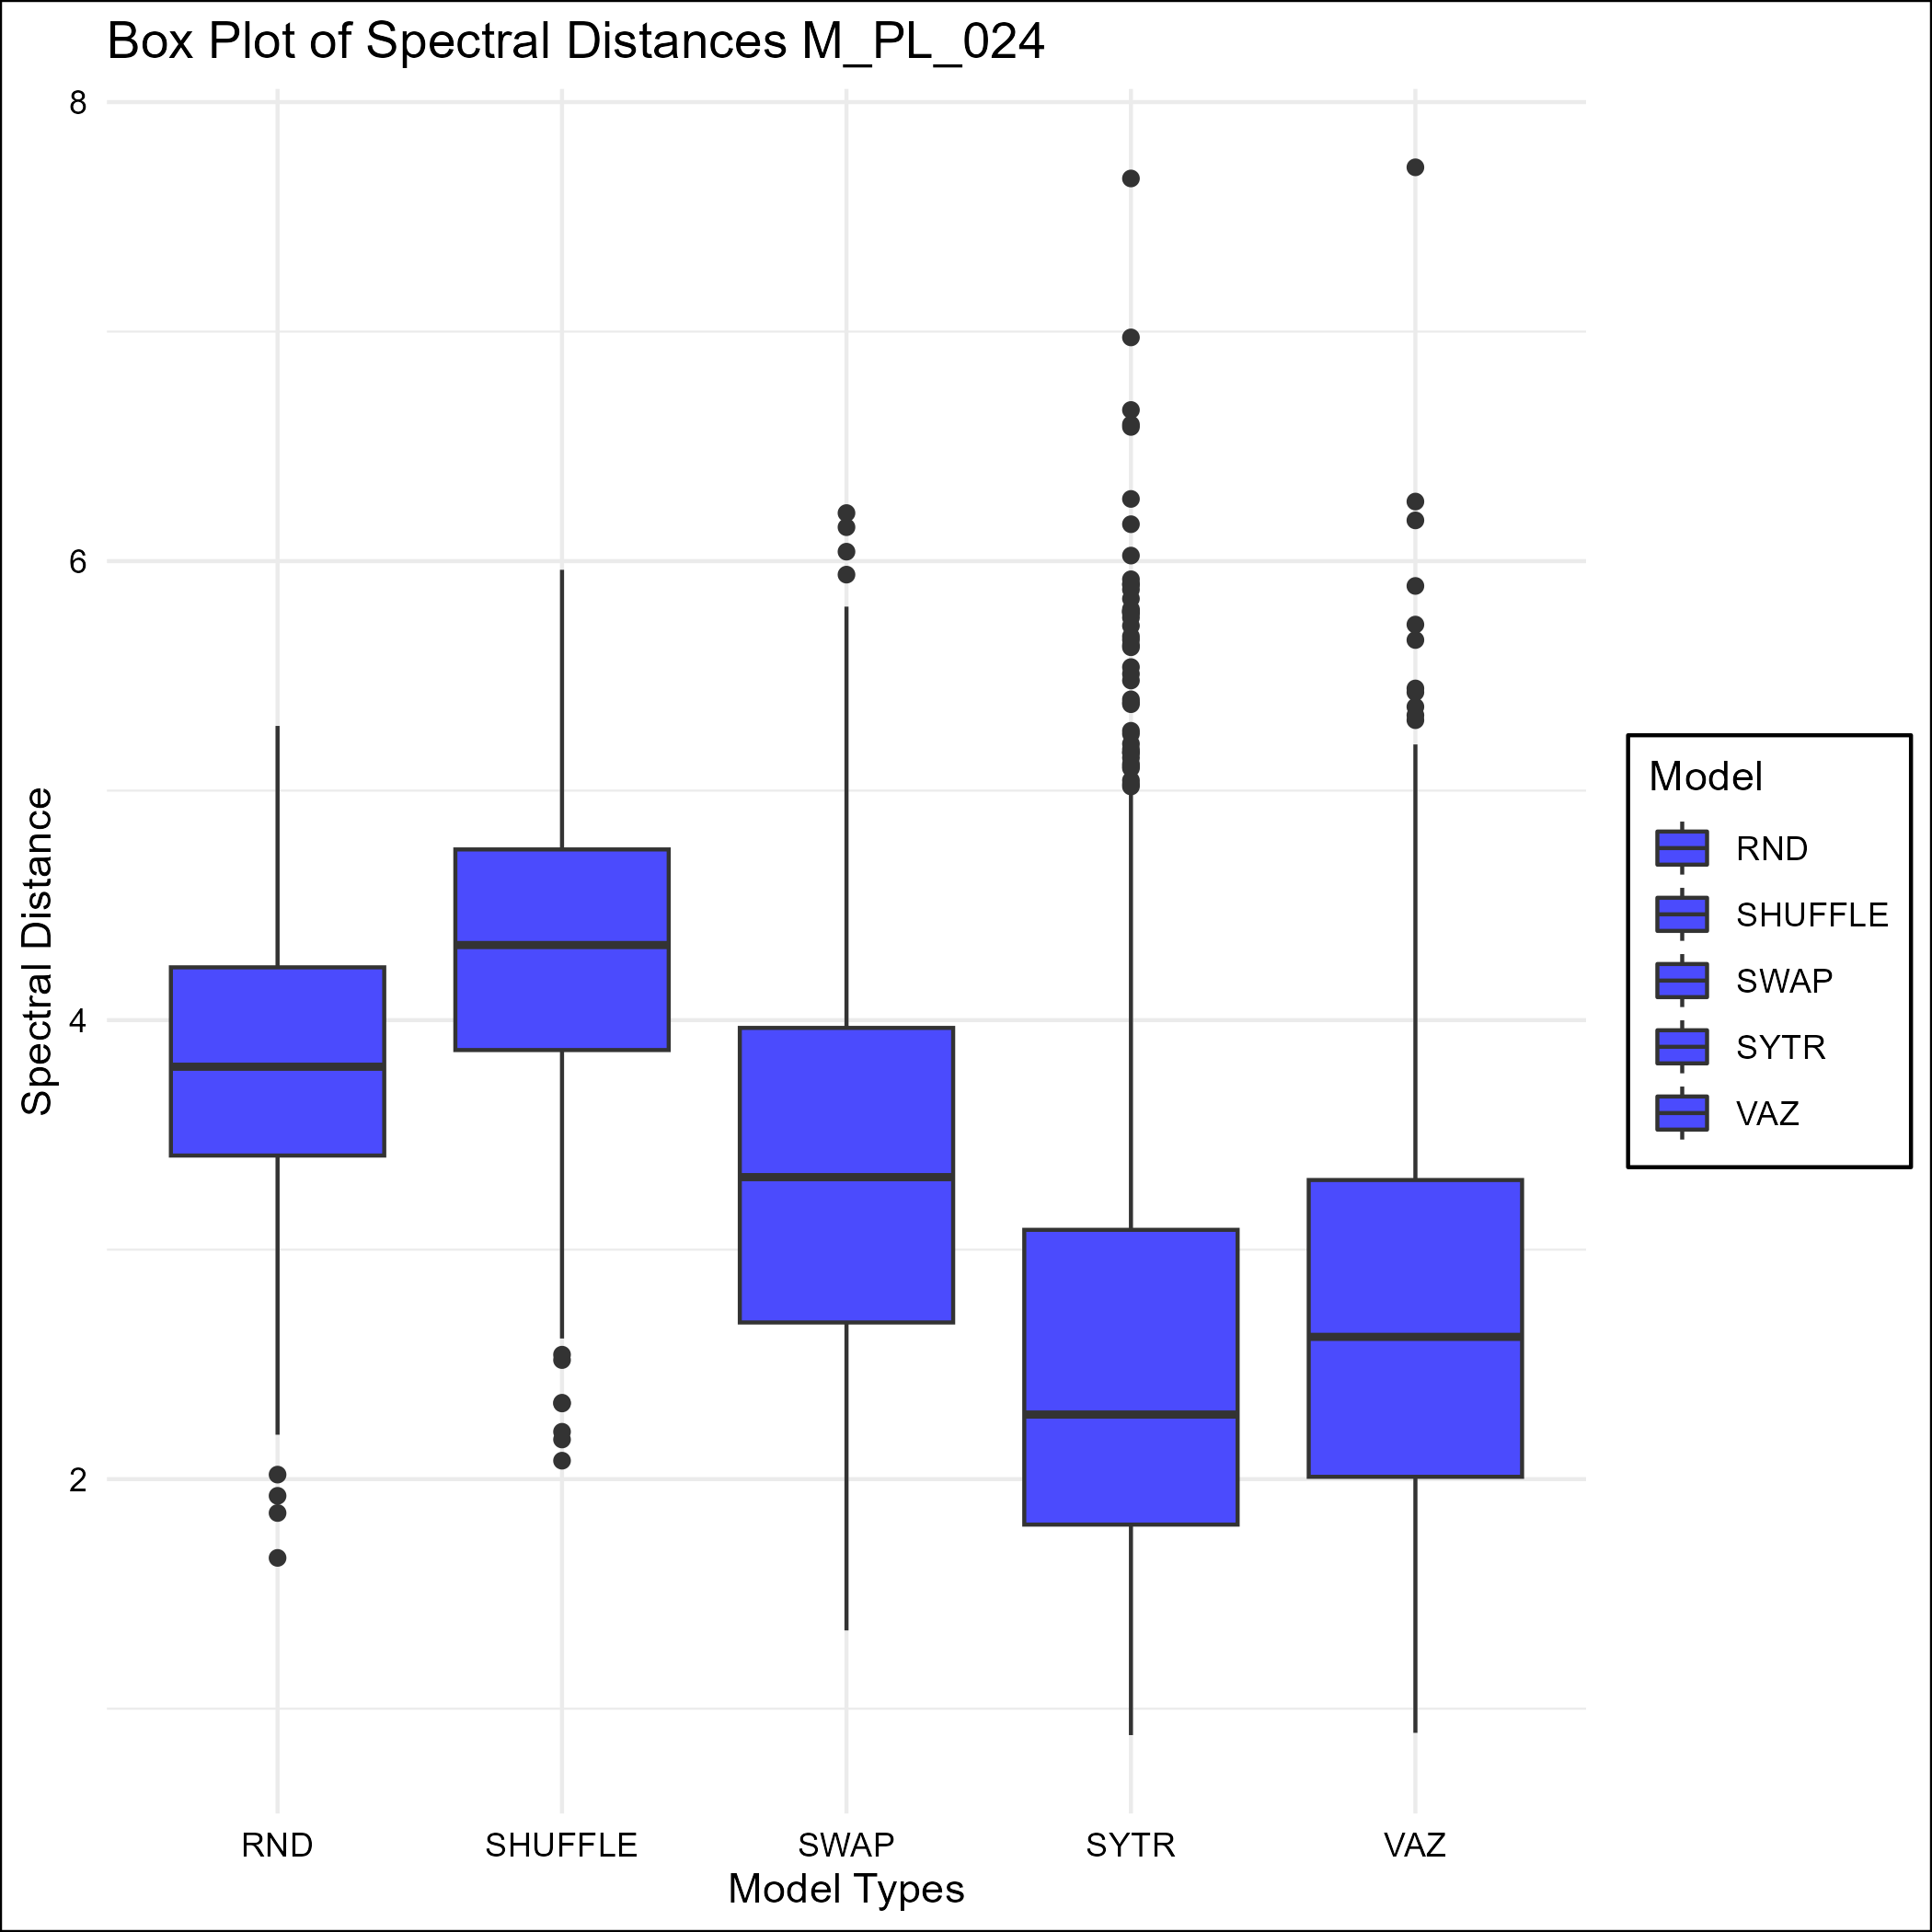 Box Plot of Spectral Distances M_PL_024
8
6
4
2
Spectral Distance
RND
SHUFFLE
SWAP
SYTR
VAZ
Model Types
Model
RND
SHUFFLE
SWAP
SYTR
VAZ